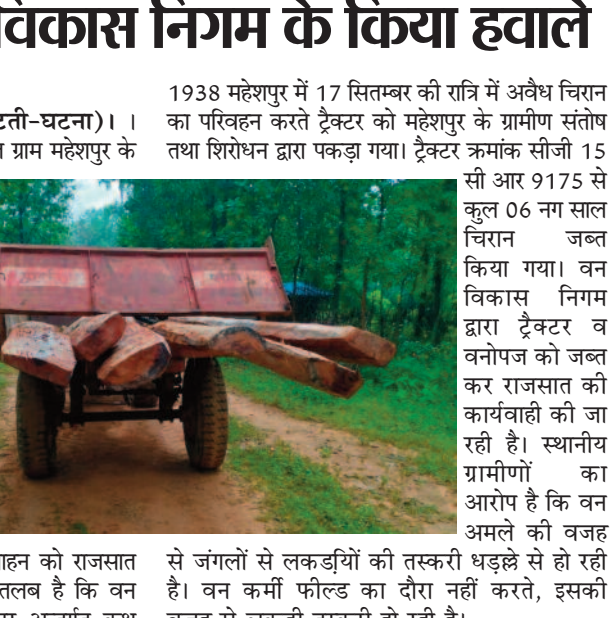 विकास निगम के किया हवाले
टती-घटना)। ।
ग्राम महेशपुर के
ाहन को राजसात
तलब है कि वन
1938 महेशपुर में 17 सितम्बर की रात्रि में अवैध चिरान
का परिवहन करते ट्रैक्टर को महेशपुर के ग्रामीण संतोष
तथा शिरोधन द्वारा पकड़ा गया। ट्रैक्टर क्रमांक सीजी 15
सी आर 9175 से
कुल 06 नग साल
चिरान जब्त
किया गया। वन
विकास निगम
द्वारा ट्रैक्टर व
वनोपज को जब्त
कर राजसात की
कार्यवाही की जा
रही है। स्थानीय
ग्रामीणों का
आरोप है कि वन
अमले की वजह
से जंगलों से लकडि़यों की तस्करी धड़ल्ले से हो रही
है। वन कर्मी फील्ड का दौरा नहीं करते, इसकी